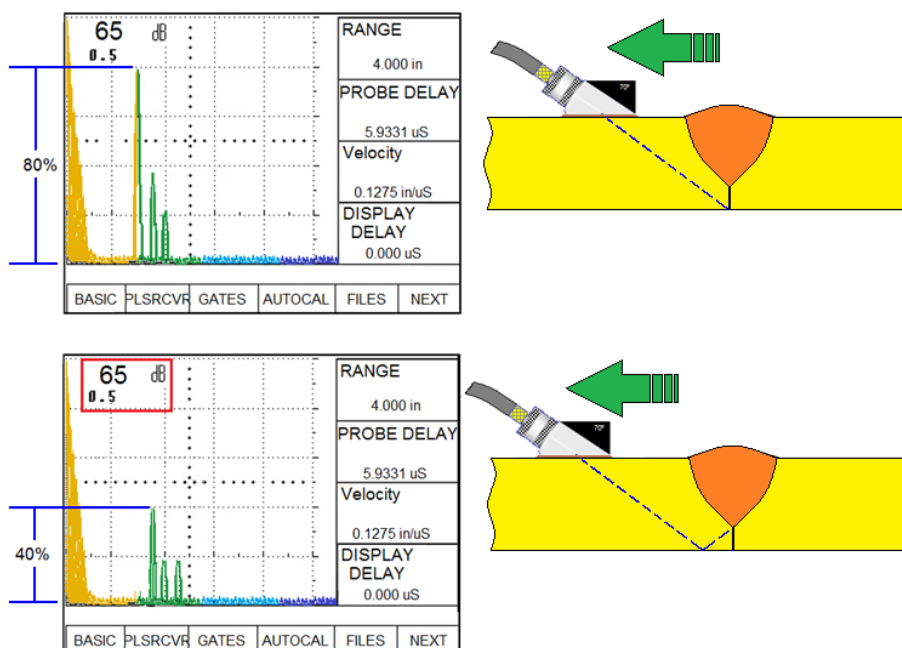 65 dB
0.5
80%
RANGE
4.000 in
PROBE DELAY
5.9331 uS
Velocity
0.1275 in/uS
DISPLAY
DELAY
0.000 uS
BASIC PLSRCVR GATES AUTOCAL FILES NEXT
70°
65 dB
0.5
40%
RANGE
4.000 in
PROBE DELAY
5.9331 uS
Velocity
0.1275 in/uS
DISPLAY
DELAY
0.000 uS
BASIC PLSRCVR GATES AUTOCAL FILES NEXT
70°